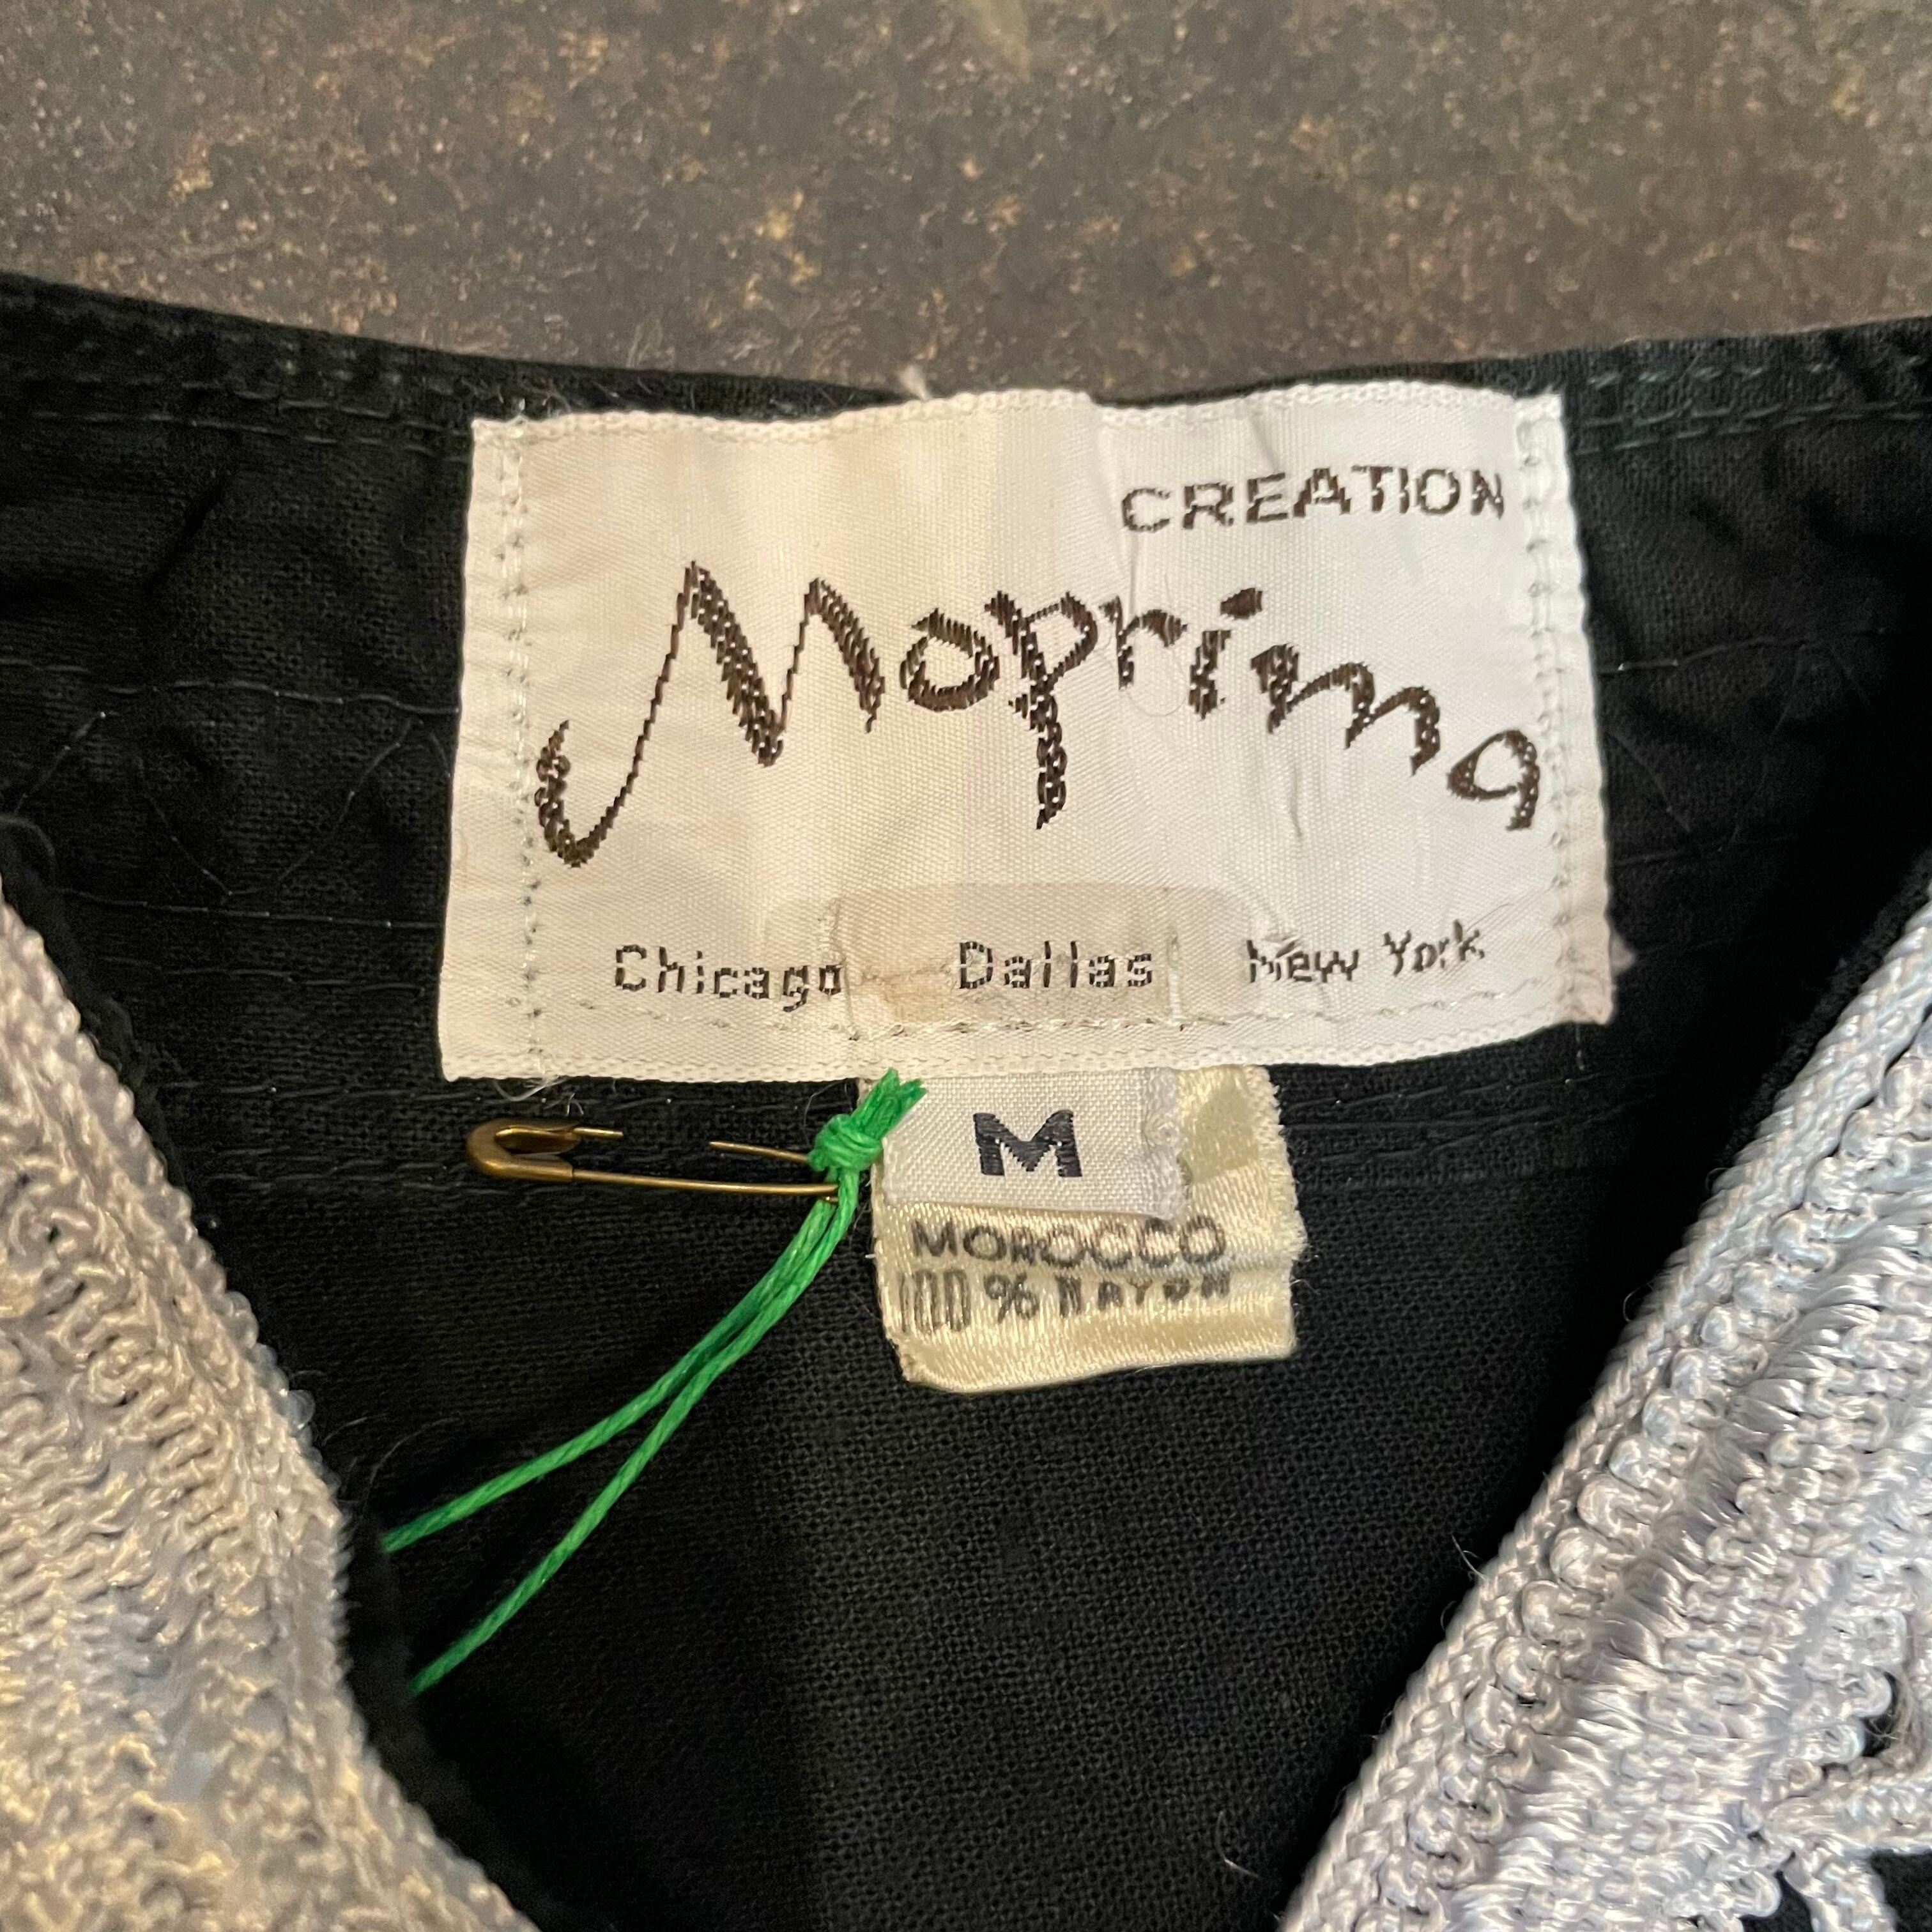 CREATION
Moprima
Chicago Dallas New York
M
MOROCCO
100% RAYON